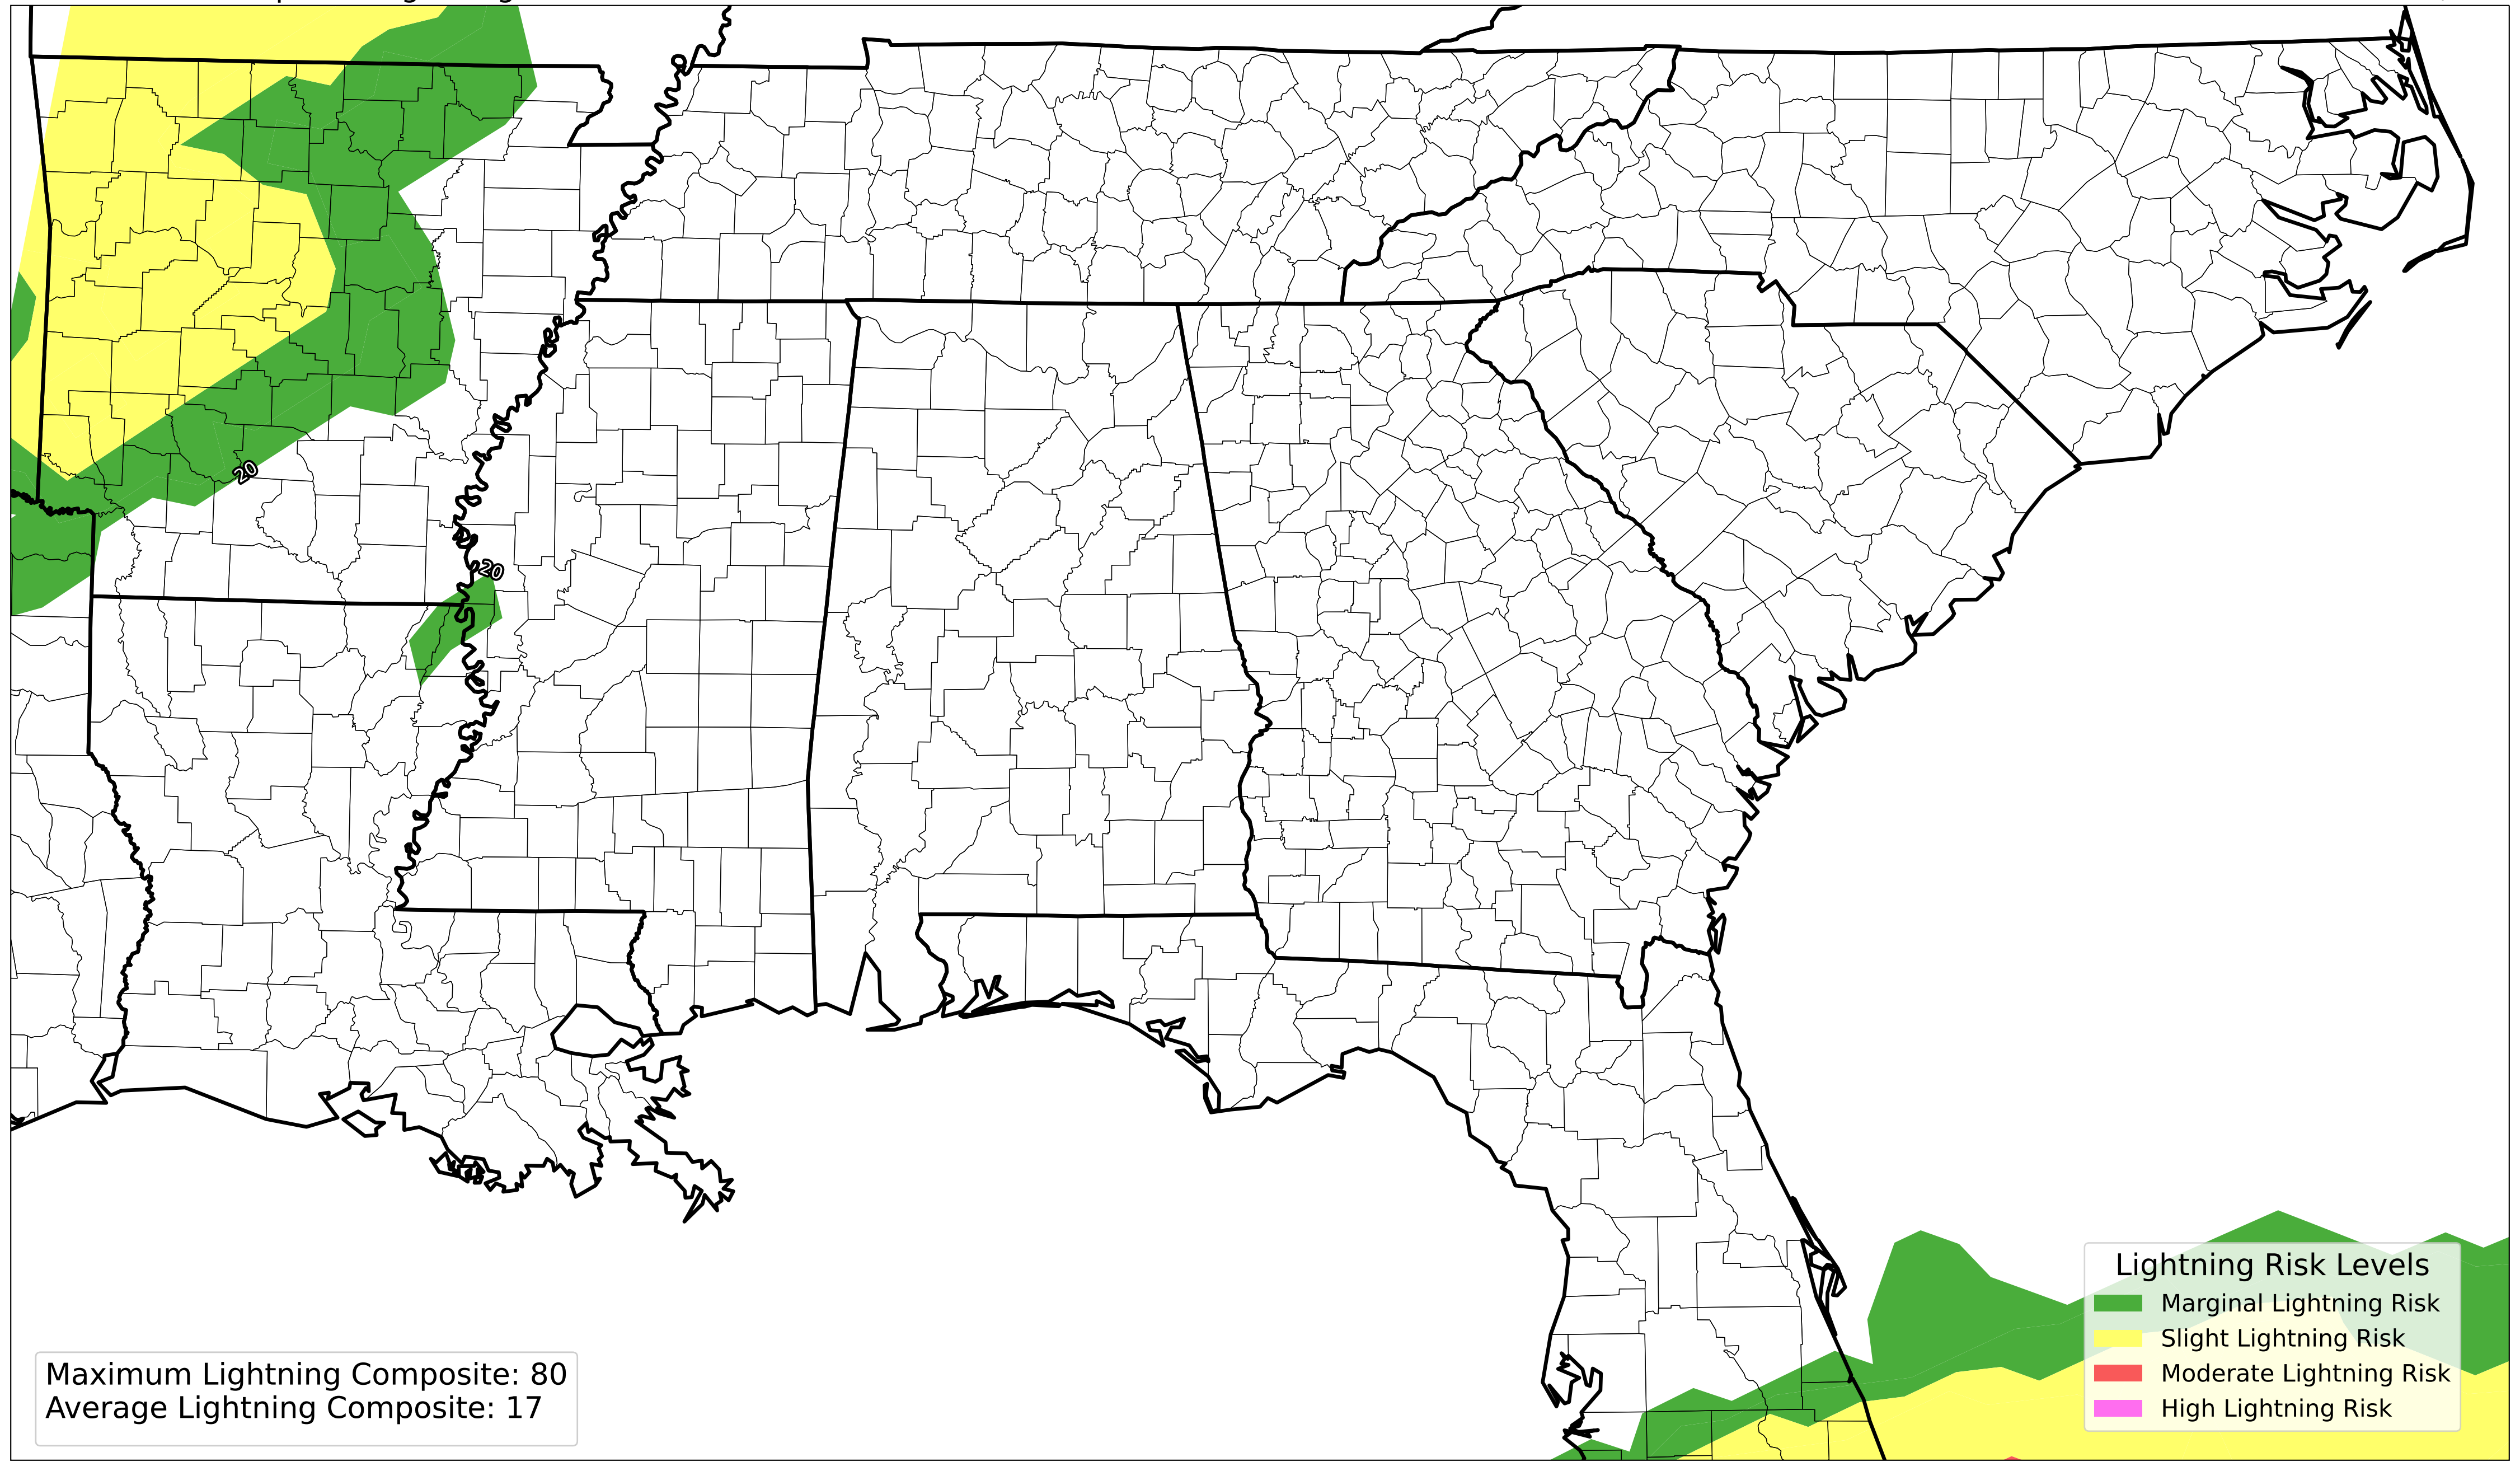 20
20
Lightning Risk Levels
Marginal Lightning Risk
Slight Lightning Risk
Moderate Lightning Risk
High Lightning Risk
Maximum Lightning Composite: 80
Average Lightning Composite: 17